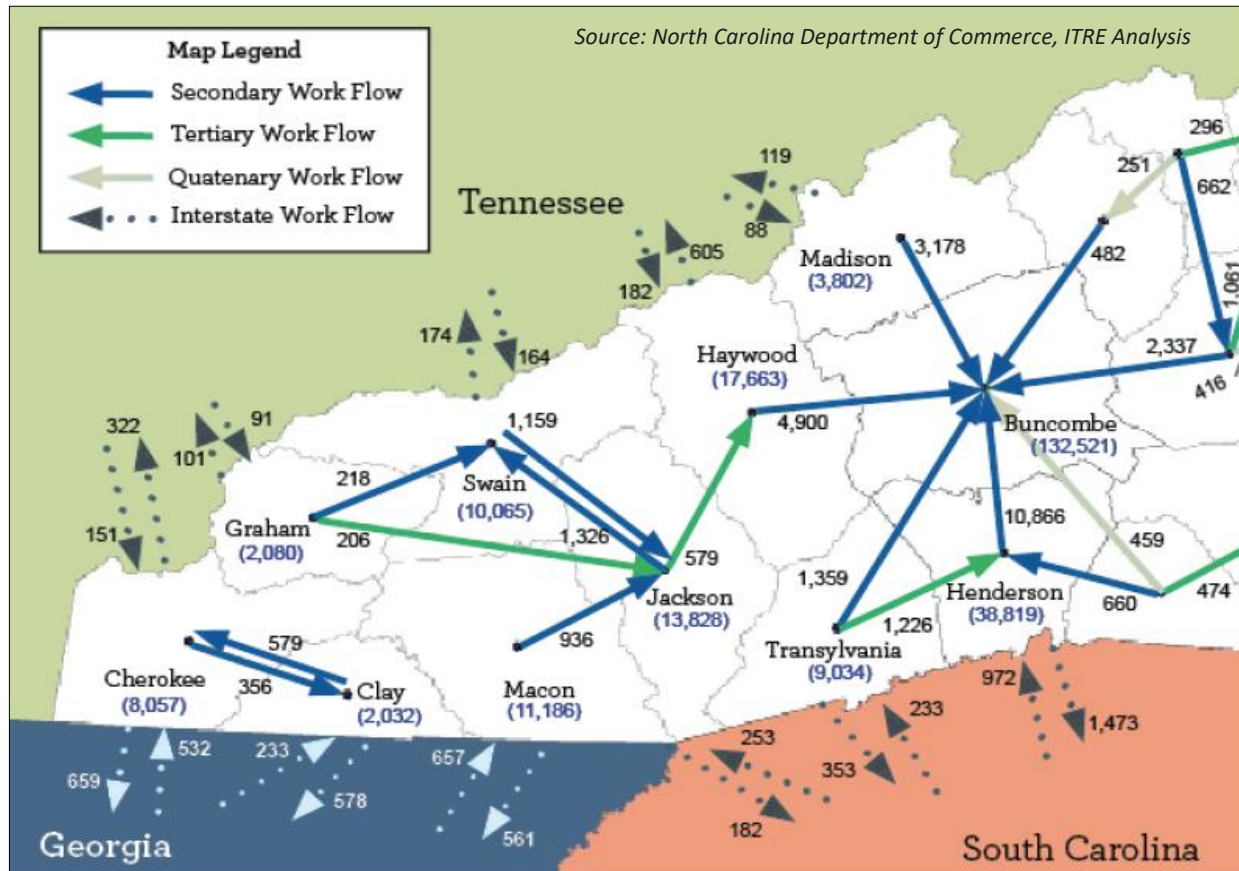 Source: North Carolina Department of Commerce, ITRE Analysis
Map Legend
Secondary Work Flow
Tertiary Work Flow
Quatenary Work Flow
Interstate Work Flow
Tennessee
119
88
605
182
174
164
322
91
101
151
296
251
662
482
1,061
2,337
416
Madison
(3,802)
3,178
Haywood
(17,663)
4,900
Buncombe
(132,521)
1,159
218
Swain
(10,065)
Graham
(2,080)
206
1,326
579
Jackson
(13,828)
936
10,866
459
1,359
Henderson
(38,819)
660
474
1,226
Transylvania
(9,034)
579
Cherokee
(8,057)
356
Clay
(2,032)
Macon
(11,186)
972
1,473
233
253
353
182
532
659
233
578
657
561
Georgia
South Carolina